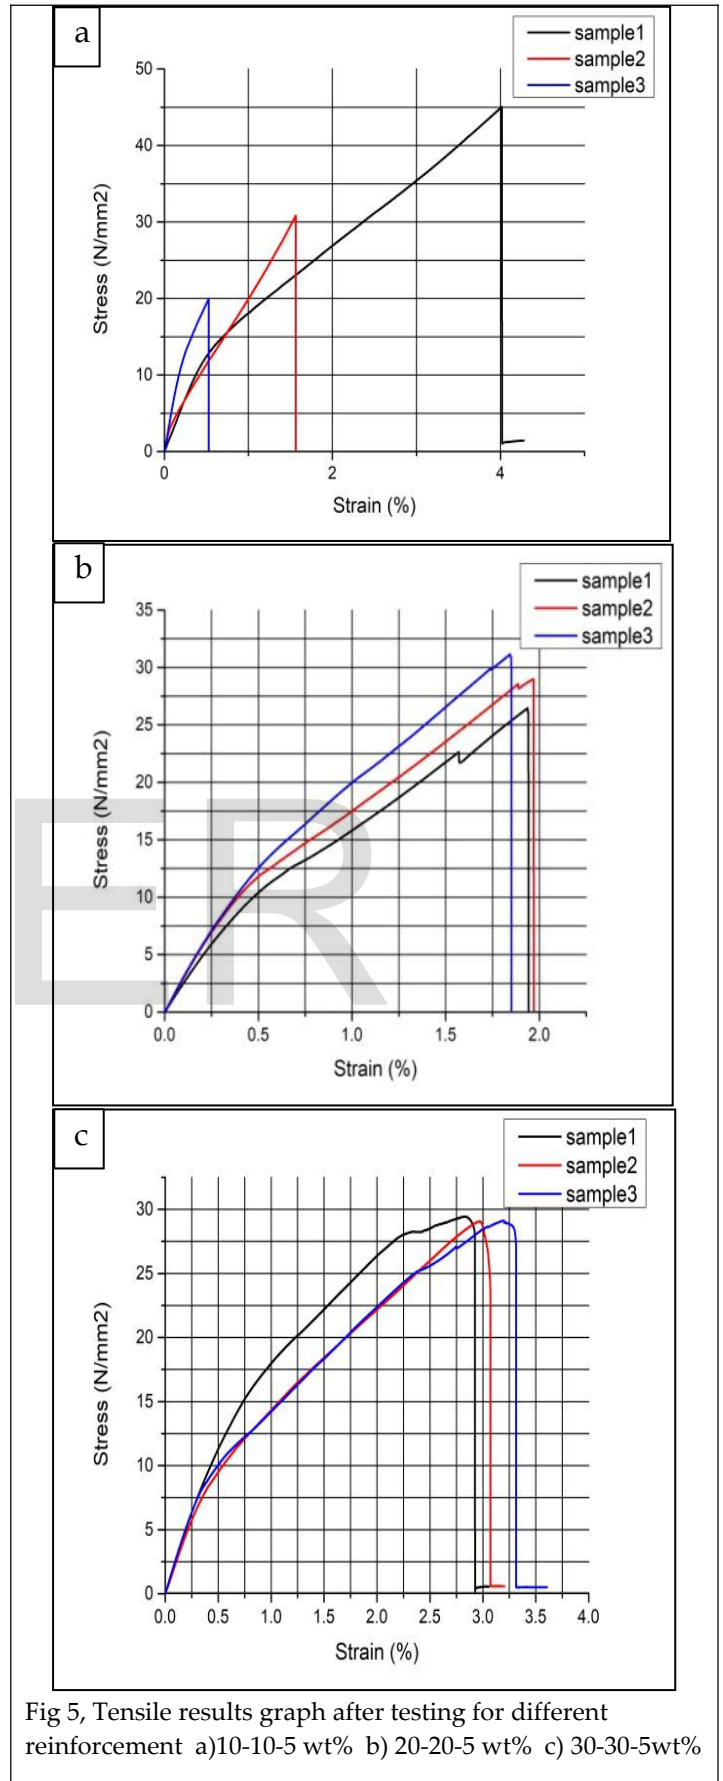 a
sample1
sample2
sample3
50
40
30
20
10
0
Stress (N/mm2)
0 2 4
Strain (%)
b
sample1
sample2
sample3
35
30
25
20
15
10
5
0
Stress (N/mm2)
0.0 0.5 1.0 1.5 2.0
Strain (%)
ER
c
sample1
sample2
sample3
30
25
20
15
10
5
0
Stress (N/mm2)
0.0 0.5 1.0 1.5 2.0 2.5 3.0 3.5 4.0
Strain (%)
Fig 5, Tensile results graph after testing for different
reinforcement a)10-10-5 wt% b) 20-20-5 wt% c) 30-30-5wt%